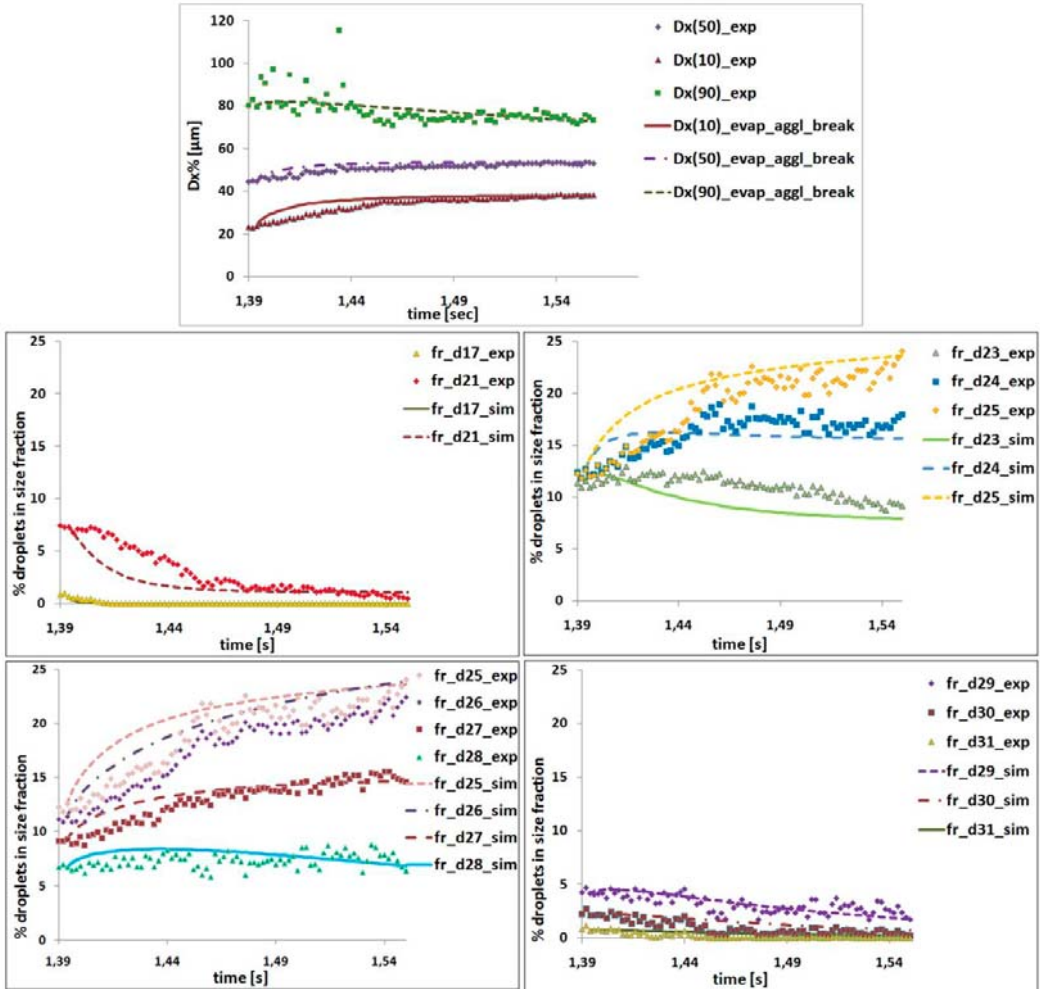 Dx% [µm]
120
100
80
60
40
20
0
1,39
1,44
1,49
1,54
time [sec]
Dx(50)_exp
Dx(10)_exp
Dx(90)_exp
Dx(10)_evap_aggl_break
Dx(50)_evap_aggl_break
Dx(90)_evap_aggl_break
% droplets in size fraction
25
20
15
10
5
0
1,39
1,44
1,49
1,54
time [s]
fr_d17_exp
fr_d21_exp
fr_d17_sim
fr_d21_sim
% droplets in size fraction
25
20
15
10
5
0
1,39
1,44
1,49
1,54
time [s]
fr_d23_exp
fr_d24_exp
fr_d25_exp
fr_d23_sim
fr_d24_sim
fr_d25_sim
% droplets in size fraction
25
20
15
10
5
0
1,39
1,44
1,49
1,54
time [s]
fr_d25_exp
fr_d26_exp
fr_d27_exp
fr_d28_exp
fr_d25_sim
fr_d26_sim
fr_d27_sim
fr_d28_sim
% droplets in size fraction
25
20
15
10
5
0
1,39
1,44
1,49
1,54
time [s]
fr_d29_exp
fr_d30_exp
fr_d31_exp
fr_d29_sim
fr_d30_sim
fr_d31_sim